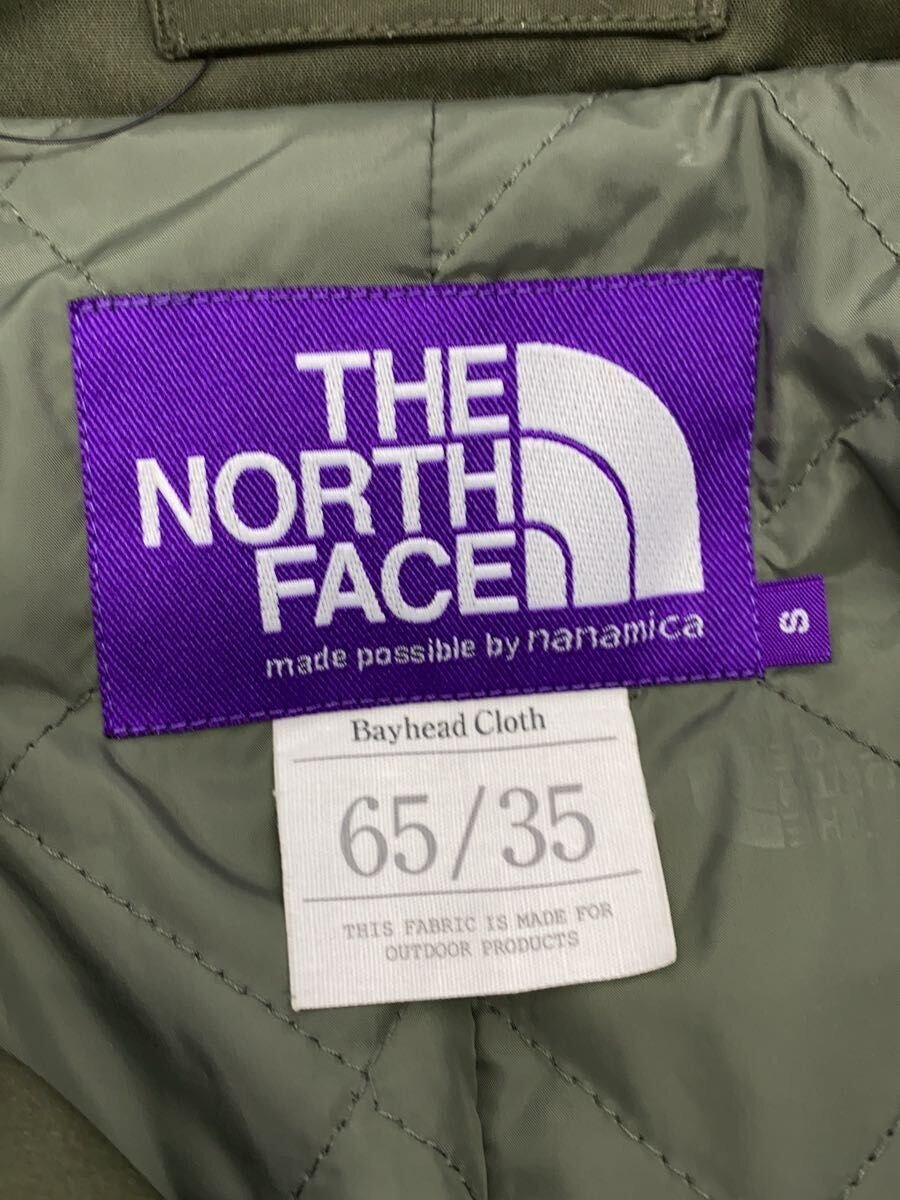 THE
NORTH
FACE
made possible by nanamica
S
Bayhead Cloth
65/35
THIS FABRIC IS MADE FOR
OUTDOOR PRODUCTS